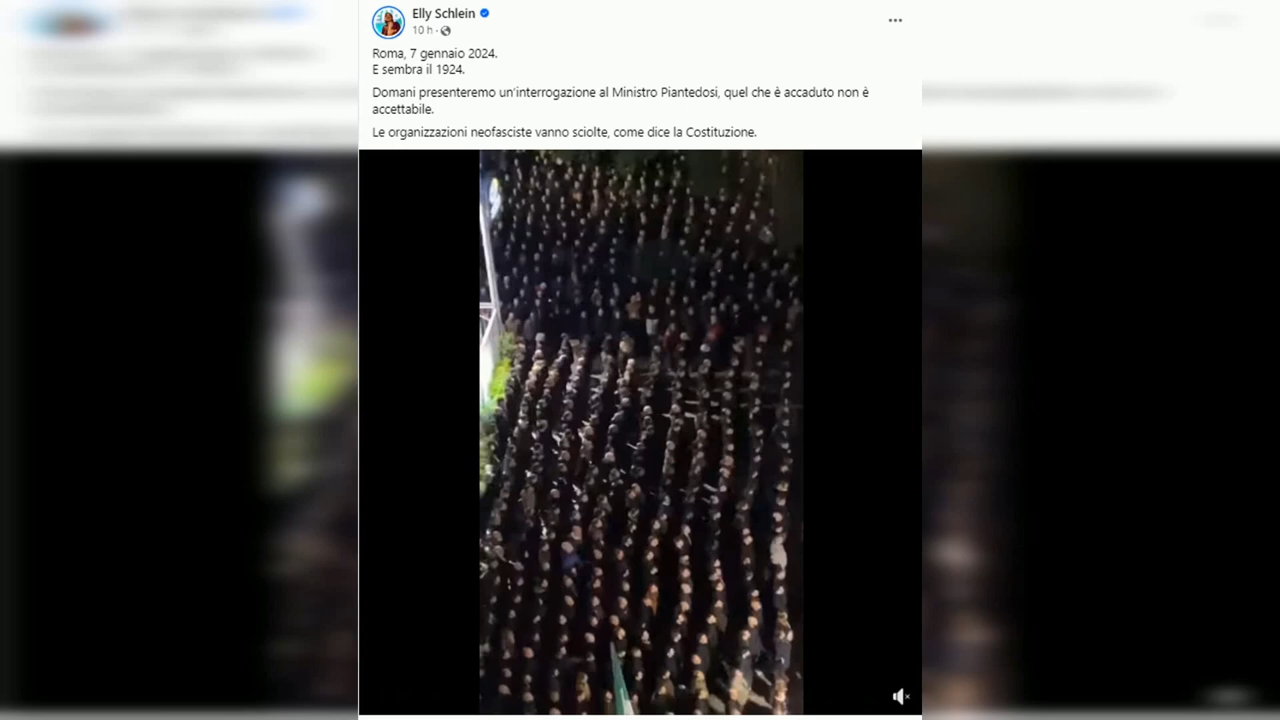 Elly Schlein
10 h ·
Roma, 7 gennaio 2024.
E sembra il 1924.
Domani presenteremo un'interrogazione al Ministro Piantedosi, quel che è accaduto non è
accettabile.
Le organizzazioni neofasciste vanno sciolte, come dice la Costituzione.